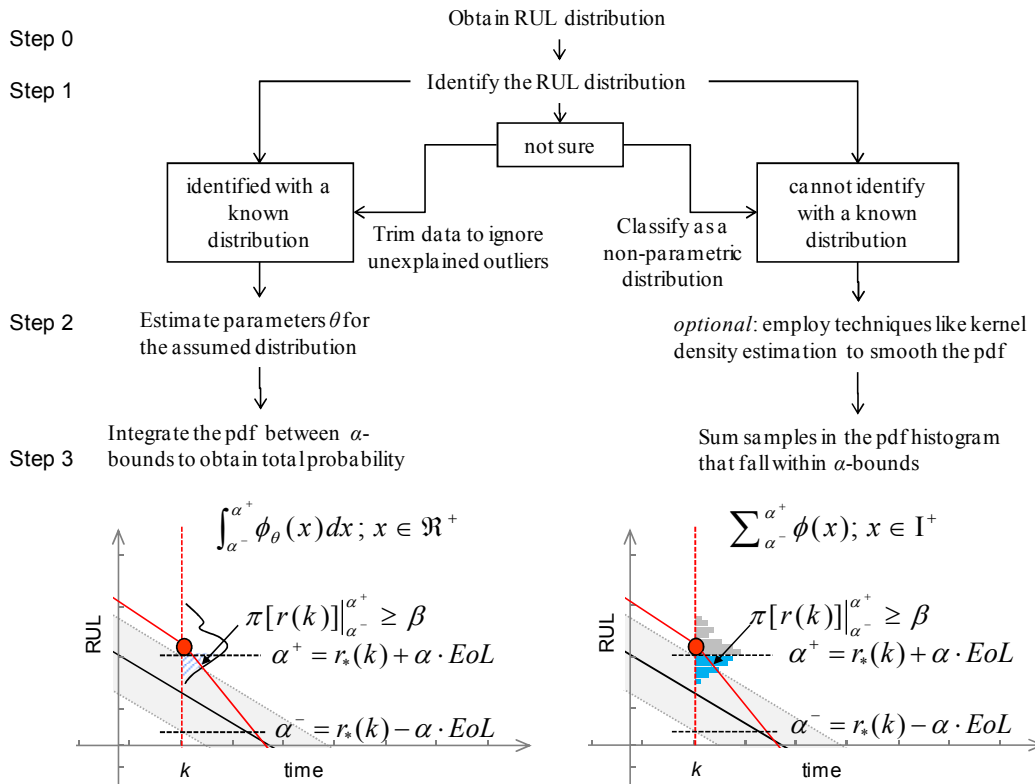 Obtain RUL distribution
Step 0
Step 1
Identify the RUL distribution
not sure
identified with a
known
distribution
cannot identify
with a known
distribution
Trim data to ignore
unexplained outliers
Classify as a
non-parametric
distribution
Step 2
Estimate parameters θ for
the assumed distribution
optional: employ techniques like kernel
density estimation to smooth the pdf
Step 3
Integrate the pdf between α-
bounds to obtain total probability
Sum samples in the pdf histogram
that fall within α-bounds
∫_{α⁻}^{α⁺} ϕ_θ(x)dx; x ∈ ℜ⁺
π[r(k)]|_{α⁻}^{α⁺} ≥ β
α⁺ = r_*(k) + α · EoL
α⁻ = r_*(k) − α · EoL
RUL
k
time
∑_{α⁻}^{α⁺} ϕ(x); x ∈ I⁺
π[r(k)]|_{α⁻}^{α⁺} ≥ β
α⁺ = r_*(k) + α · EoL
α⁻ = r_*(k) − α · EoL
RUL
k
time